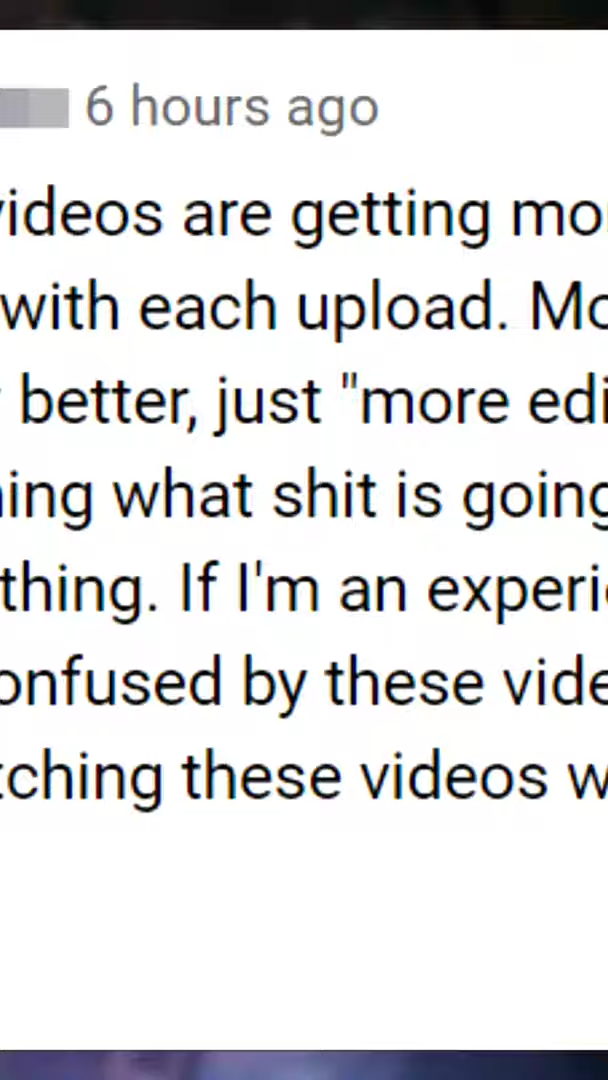 6 hours ago
videos are getting mor
with each upload. Mo
better, just "more edi
ing what shit is going
thing. If I'm an experi
onfused by these vide
tching these videos w